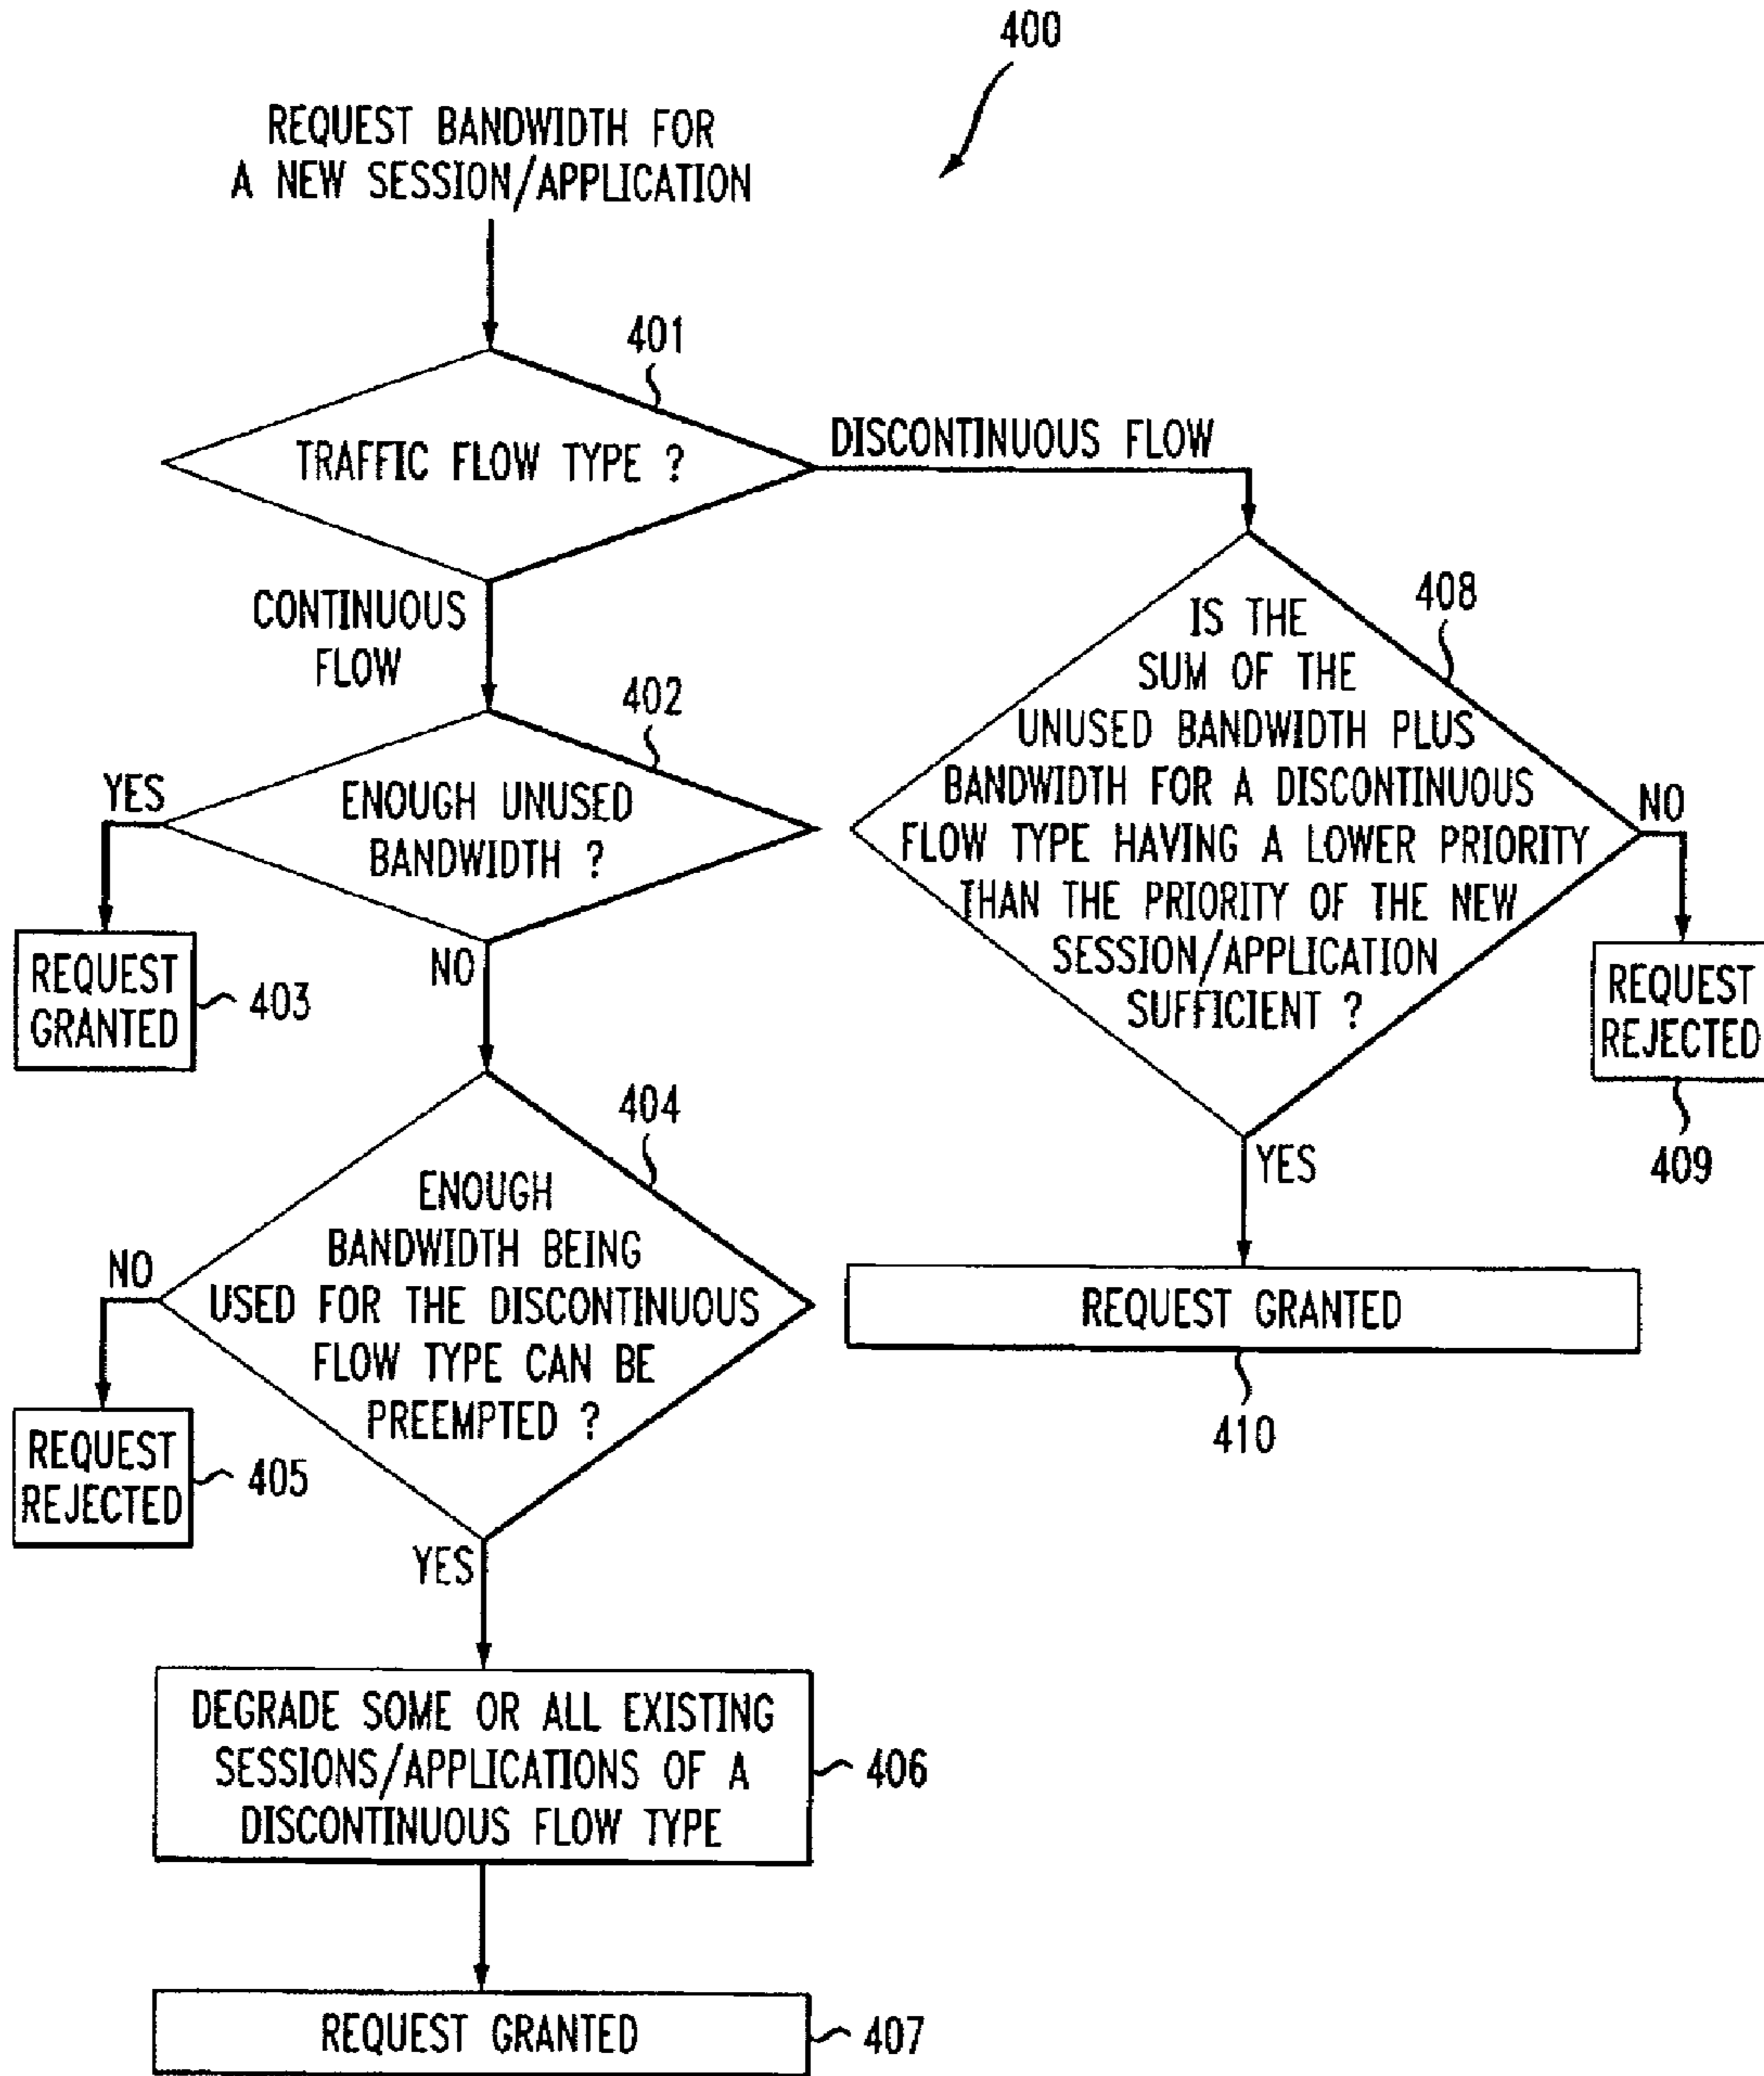 400
REQUEST BANDWIDTH FOR
A NEW SESSION/APPLICATION
401
TRAFFIC FLOW TYPE ?
DISCONTINUOUS FLOW
CONTINUOUS
FLOW
402
ENOUGH UNUSED
BANDWIDTH ?
YES
REQUEST
GRANTED
403
NO
404
ENOUGH
BANDWIDTH BEING
USED FOR THE DISCONTINUOUS
FLOW TYPE CAN BE
PREEMPTED ?
NO
REQUEST
REJECTED
405
YES
DEGRADE SOME OR ALL EXISTING
SESSIONS/APPLICATIONS OF A
DISCONTINUOUS FLOW TYPE
406
REQUEST GRANTED
407
408
IS THE
SUM OF THE
UNUSED BANDWIDTH PLUS
BANDWIDTH FOR A DISCONTINUOUS
FLOW TYPE HAVING A LOWER PRIORITY
THAN THE PRIORITY OF THE NEW
SESSION/APPLICATION
SUFFICIENT ?
NO
REQUEST
REJECTED
409
YES
REQUEST GRANTED
410